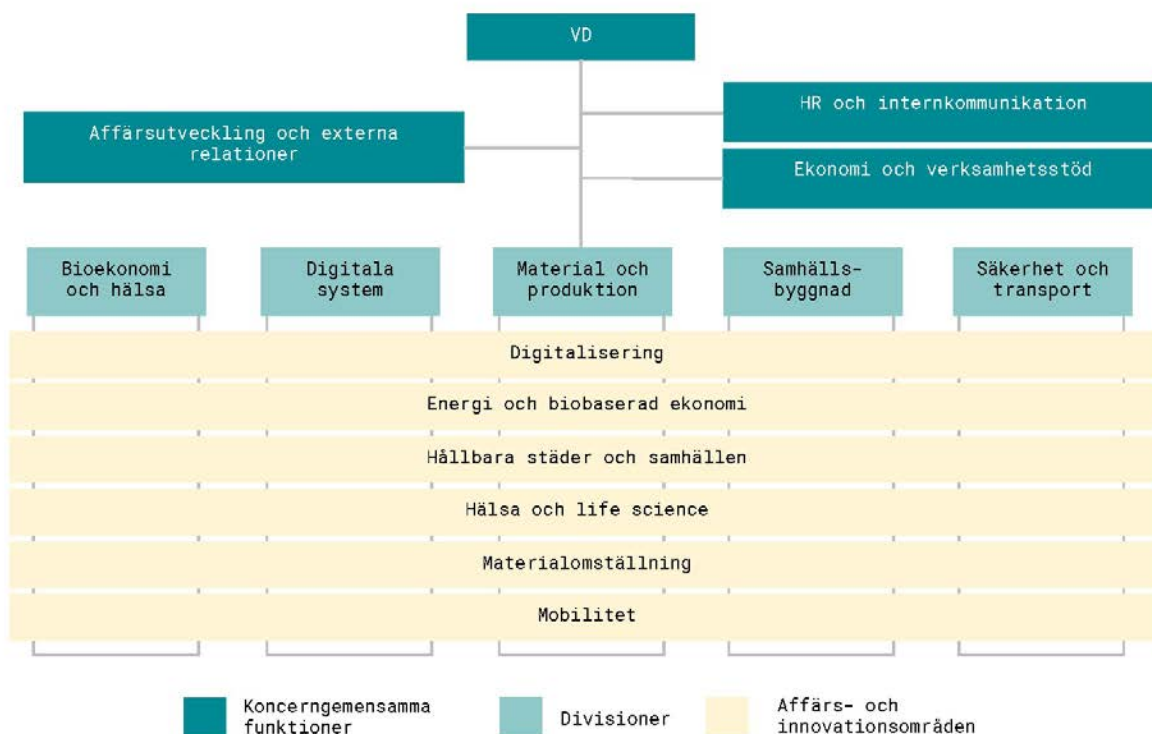 VD
HR och internkommunikation
Affärsutveckling och externa
relationer
Ekonomi och verksamhetsstöd
Bioekonomi
och hälsa
Digitala
system
Material och
produktion
Samhälls-
byggnad
Säkerhet och
transport
Digitalisering
Energi och biobaserad ekonomi
Hållbara städer och samhällen
Hälsa och life science
Materialomställning
Mobilitet
Koncerngemensamma
funktioner
Divisioner
Affärs- och
innovationsområden